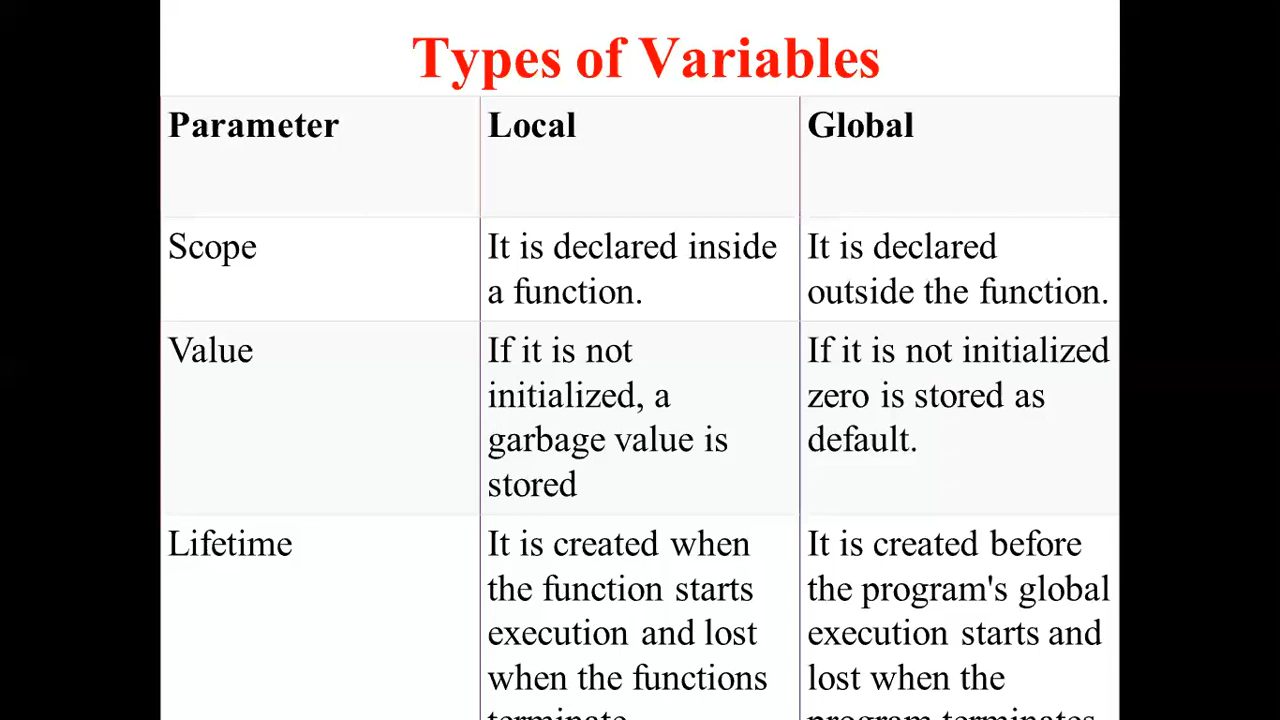 Types of Variables
Parameter
Local
Global
Scope
It is declared inside
a function.
It is declared
outside the function.
Value
If it is not
initialized, a
garbage value is
stored
If it is not initialized
zero is stored as
default.
Lifetime
It is created when
the function starts
execution and lost
when the functions
terminate.
It is created before
the program's global
execution starts and
lost when the
program terminates.